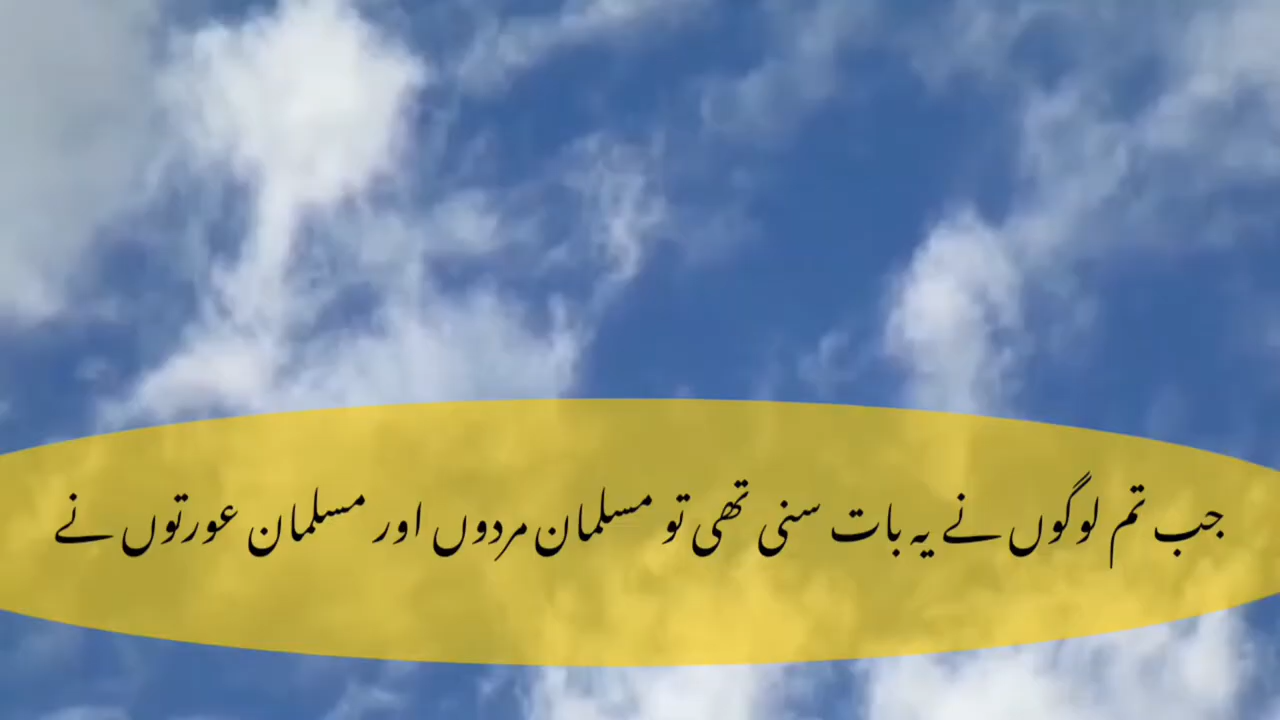 جب تم لوگوں نے یہ بات سنی تھی تو مسلمان مردوں اور مسلمان عورتوں نے